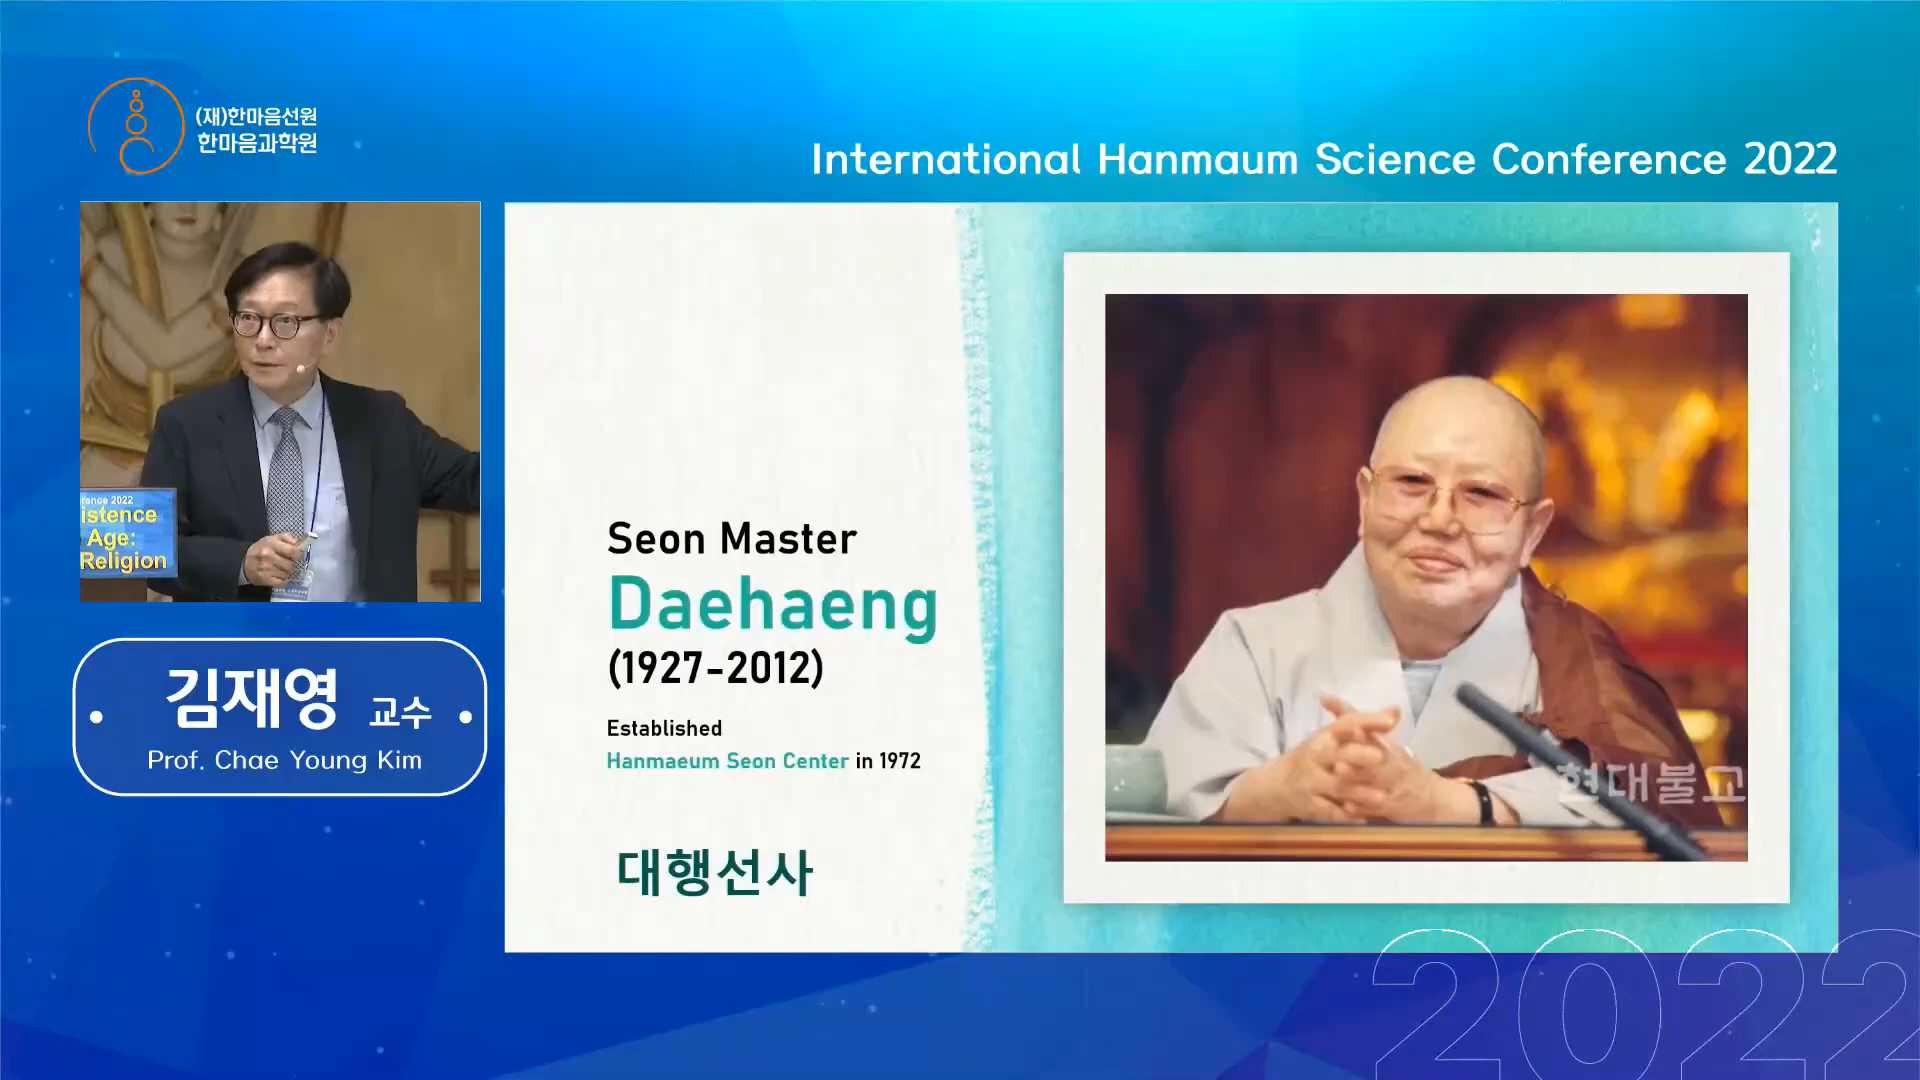 (재)한마음선원
한마음과학원
International Hanmaum Science Conference 2022
rence 2022
istence
Age:
Religion
김재영 교수
Prof. Chae Young Kim
Seon Master
Daehaeng
(1927-2012)
Established
Hanmaeum Seon Center in 1972
대행선사
현대불교
2022